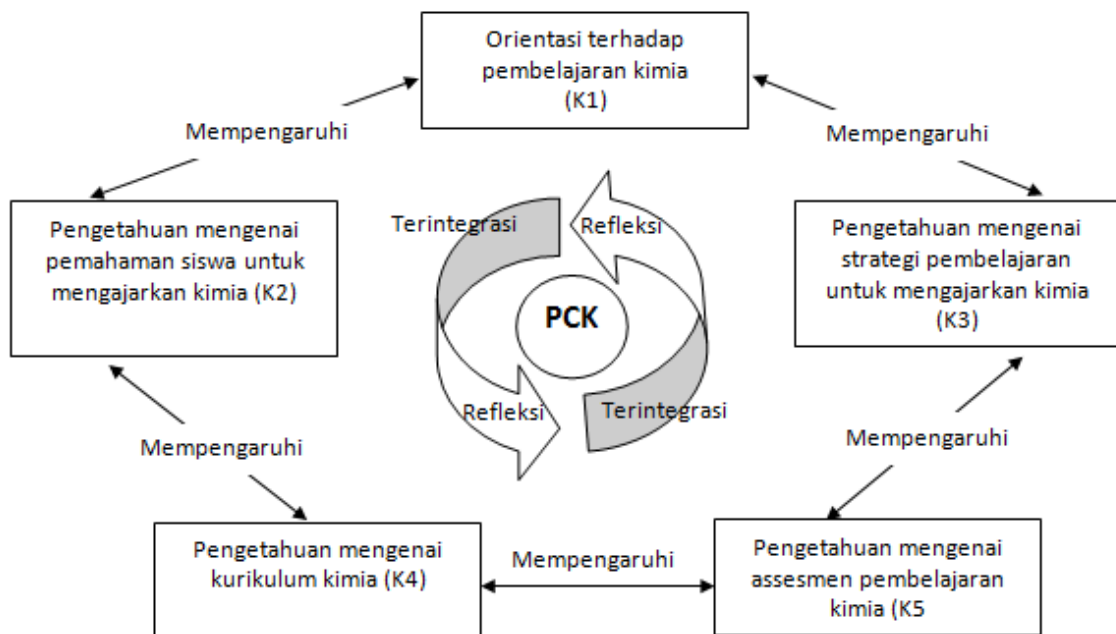 Orientasi terhadap
pembelajaran kimia
(K1)
Mempengaruhi
Mempengaruhi
Pengetahuan mengenai
pemahaman siswa untuk
mengajarkan kimia (K2)
Terintegrasi
Refleksi
Pengetahuan mengenai
strategi pembelajaran
untuk mengajarkan kimia
(K3)
PCK
Refleksi
Terintegrasi
Mempengaruhi
Mempengaruhi
Pengetahuan mengenai
kurikulum kimia (K4)
Mempengaruhi
Pengetahuan mengenai
assesmen pembelajaran
kimia (K5